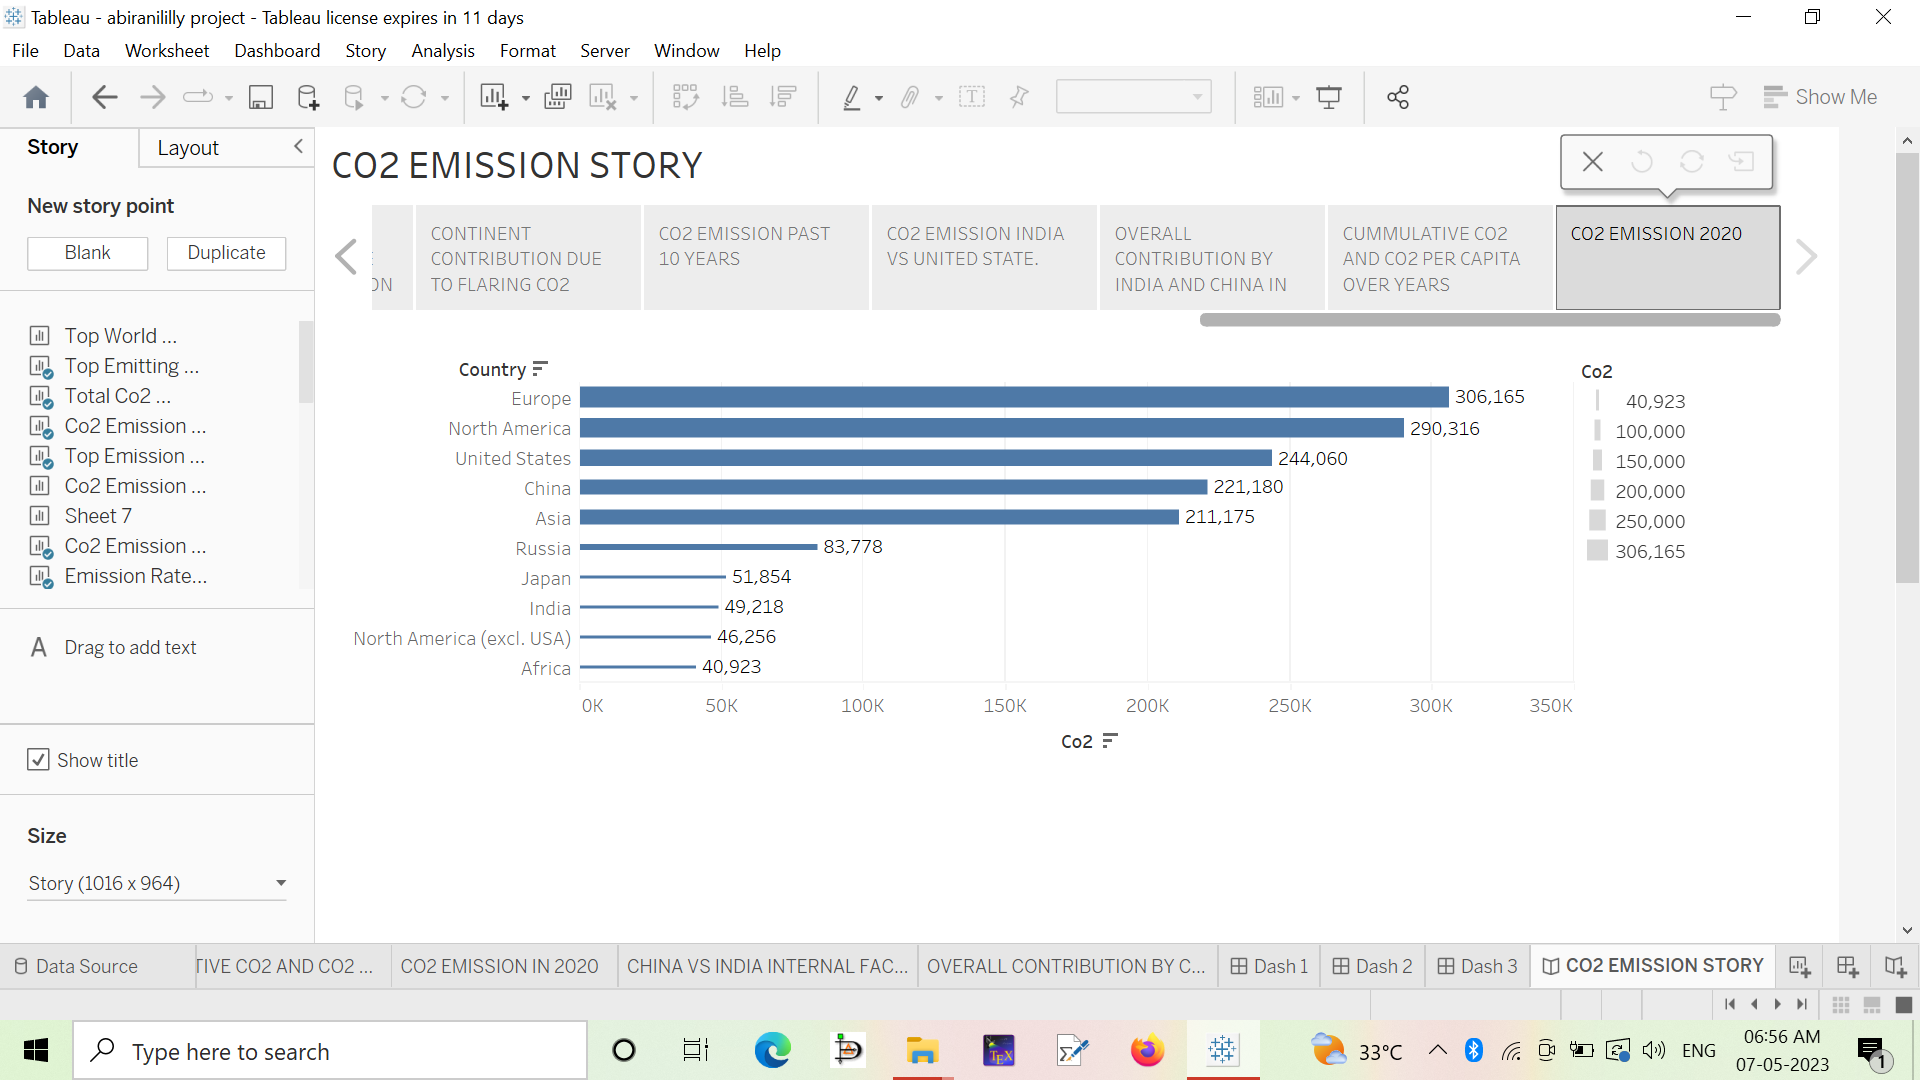 Tableau - abiranililly project - Tableau license expires in 11 days
File Data Worksheet Dashboard Story Analysis Format Server Window Help
Show Me
Story Layout
New story point
Blank Duplicate
Top World ...
Top Emitting ...
Total Co2 ...
Co2 Emission ...
Top Emission ...
Co2 Emission ...
Sheet 7
Co2 Emission ...
Emission Rate...
A Drag to add text
Show title
Size
Story (1016 x 964)
CO2 EMISSION STORY
ON
CONTINENT
CONTRIBUTION DUE
TO FLARING CO2
CO2 EMISSION PAST
10 YEARS
CO2 EMISSION INDIA
VS UNITED STATE.
OVERALL
CONTRIBUTION BY
INDIA AND CHINA IN
CUMMULATIVE CO2
AND CO2 PER CAPITA
OVER YEARS
CO2 EMISSION 2020
Country
Europe 306,165
North America 290,316
United States 244,060
China 221,180
Asia 211,175
Russia 83,778
Japan 51,854
India 49,218
North America (excl. USA) 46,256
Africa 40,923
0K 50K 100K 150K 200K 250K 300K 350K
Co2
Co2
40,923
100,000
150,000
200,000
250,000
306,165
Data Source TIVE CO2 AND CO2 ... CO2 EMISSION IN 2020 CHINA VS INDIA INTERNAL FAC... OVERALL CONTRIBUTION BY C... Dash 1 Dash 2 Dash 3 CO2 EMISSION STORY
Type here to search
TEX
33°C
ENG
06:56 AM
07-05-2023
1